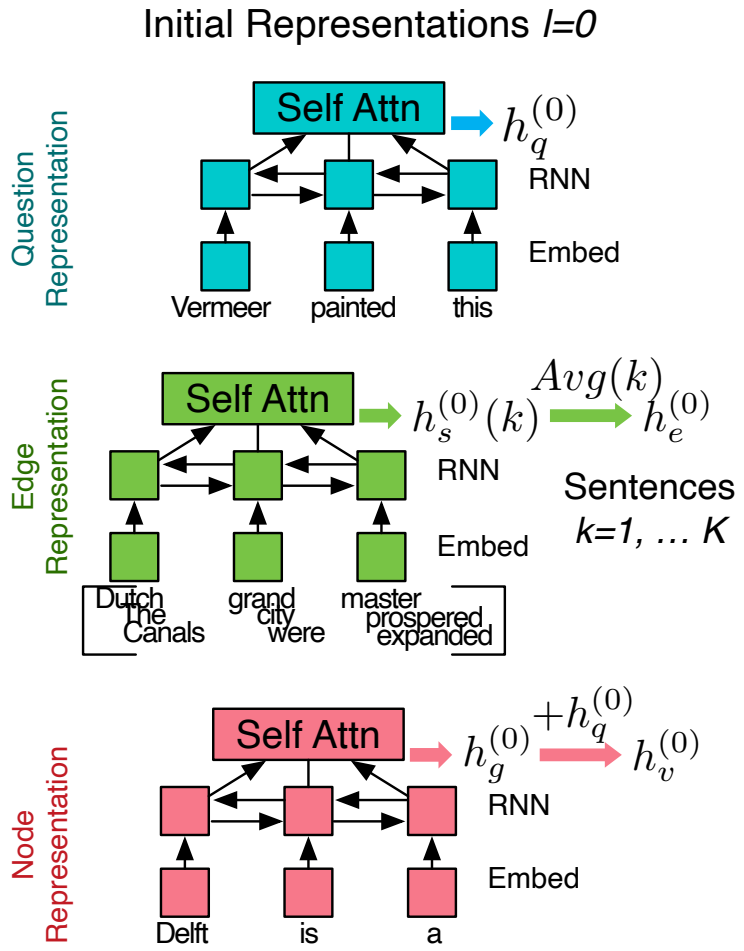 Initial Representations l=0
Question
Representation
Self Attn
h_q^{(0)}
RNN
Embed
Vermeer painted this
Edge
Representation
Self Attn
h_s^{(0)}(k)
Avg(k)
h_e^{(0)}
RNN
Sentences
k=1, … K
Embed
Dutch grand master
The city prospered
Canals were expanded
Node
Representation
Self Attn
h_g^{(0)}
+h_q^{(0)}
h_v^{(0)}
RNN
Embed
Delft is a